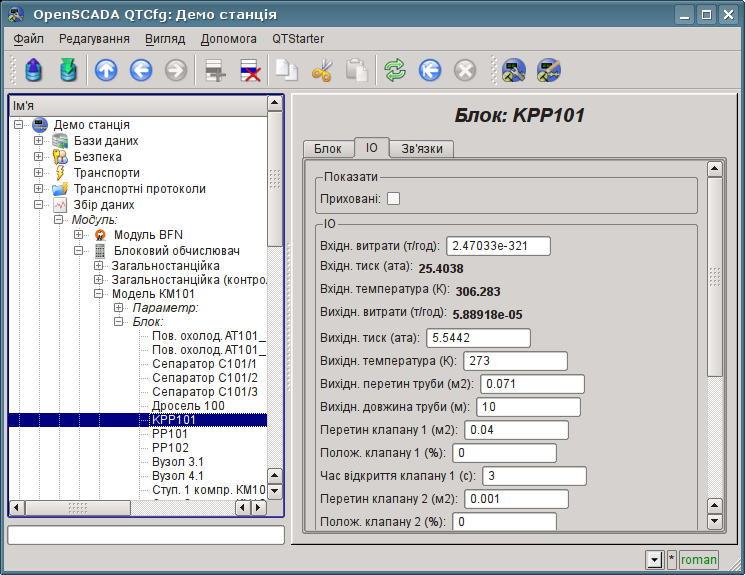 OpenSCADA QTCfg: Демо станція
Файл Редагування Вигляд Допомога QTStarter
Ім'я
Демо станція
Бази даних
Безпека
Транспорти
Транспортні протоколи
Збір даних
Модуль:
Модуль BFN
Блоковий обчислювач
Загальностанційка
Загальностанційка (контро
Модель КМ101
Параметр:
Блок:
Пов. охолод. АТ101_
Пов. охолод. АТ101_
Сепаратор С101/1
Сепаратор С101/2
Сепаратор С101/3
Дросель 100
КРР101
РР101
РР102
Вузол 3.1
Вузол 4.1
Ступ. 1 компр. КМ10
Блок: КРР101
Блок IO Зв'язки
Показати
Приховані:
IO
Вхідн. витрати (т/год): 2.47033e-321
Вхідн. тиск (ата): 25.4038
Вхідн. температура (K): 306.283
Вихідн. витрати (т/год): 5.88918e-05
Вихідн. тиск (ата): 5.5442
Вихідн. температура (K): 273
Вихідн. перетин труби (м2): 0.071
Вихідн. довжина труби (м): 10
Перетин клапану 1 (м2): 0.04
Полож. клапану 1 (%): 0
Час відкриття клапану 1 (с): 3
Перетин клапану 2 (м2): 0.001
Полож. клапану 2 (%): 0
* roman